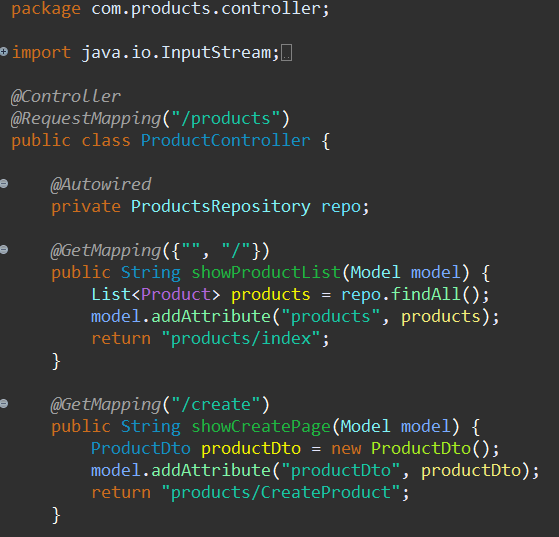 package com.products.controller;
import java.io.InputStream;
@Controller
@RequestMapping("/products")
public class ProductController {
@Autowired
private ProductsRepository repo;
@GetMapping({"", "/"})
public String showProductList(Model model) {
List<Product> products = repo.findAll();
model.addAttribute("products", products);
return "products/index";
}
@GetMapping("/create")
public String showCreatePage(Model model) {
ProductDto productDto = new ProductDto();
model.addAttribute("productDto", productDto);
return "products/CreateProduct";
}